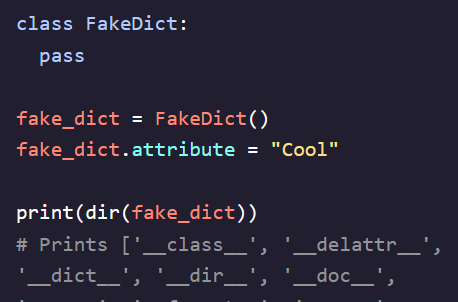 class FakeDict:
  pass
fake_dict = FakeDict()
fake_dict.attribute = "Cool"
print(dir(fake_dict))
# Prints ['__class__', '__delattr__',
'__dict__', '__dir__', '__doc__',